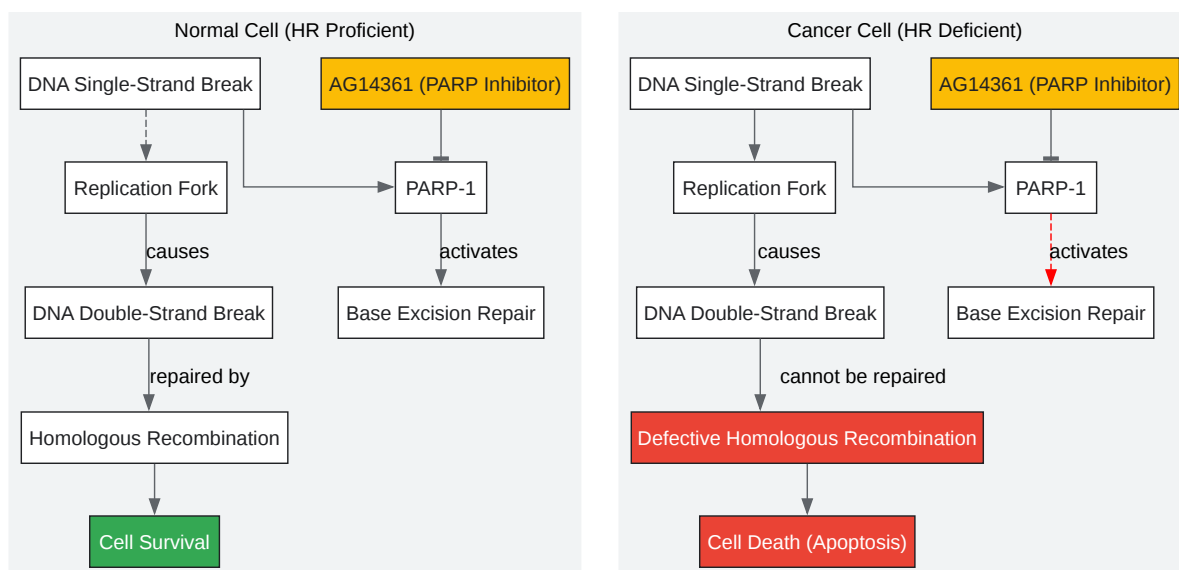 Normal Cell (HR Proficient)
DNA Single-Strand Break
AG14361 (PARP Inhibitor)
Replication Fork
PARP-1
causes
activates
DNA Double-Strand Break
Base Excision Repair
repaired by
Homologous Recombination
Cell Survival
Cancer Cell (HR Deficient)
DNA Single-Strand Break
AG14361 (PARP Inhibitor)
Replication Fork
PARP-1
causes
activates
DNA Double-Strand Break
Base Excision Repair
cannot be repaired
Defective Homologous Recombination
Cell Death (Apoptosis)